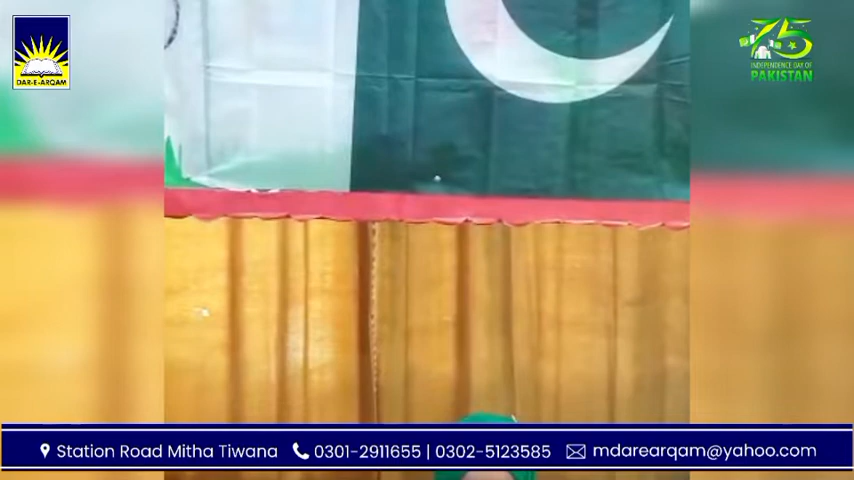 DAR-E-ARQAM
75
INDEPENDENCE DAY OF
PAKISTAN
Station Road Mitha Tiwana
0301-2911655 | 0302-5123585
mdarearqam@yahoo.com